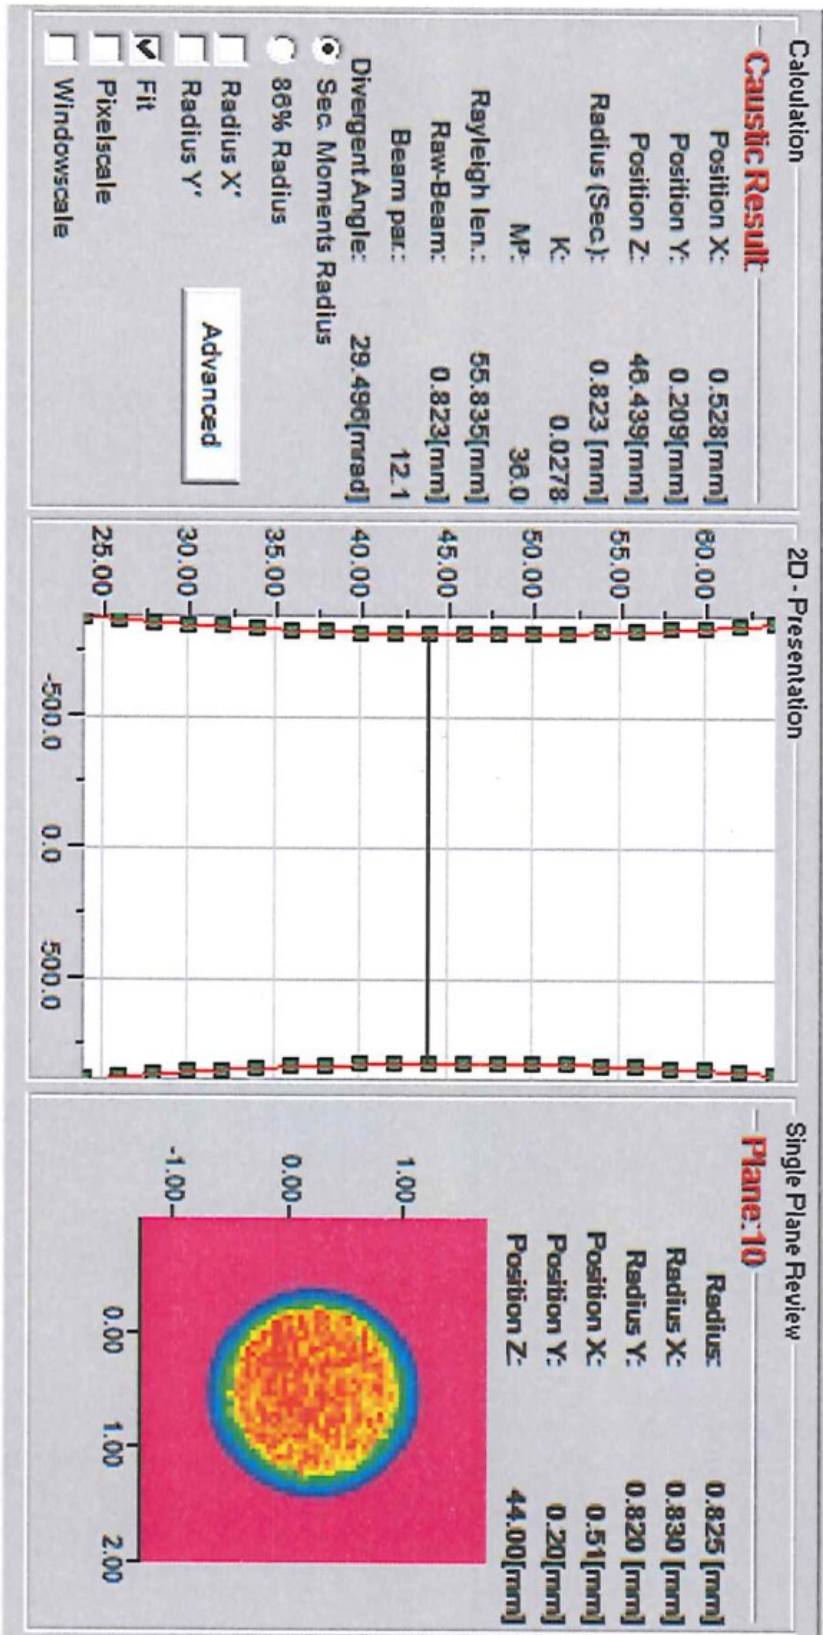 Calculation
Caustic Result:
Position X: 0.528[mm]
Position Y: 0.209[mm]
Position Z: 46.439[mm]
Radius (Sec.): 0.823 [mm]
K: 0.0278
M²: 36.0
Rayleigh len.: 55.835[mm]
Raw-Beam: 0.823[mm]
Beam par.: 12.1
Divergent Angle: 29.496[mrad]
Sec. Moments Radius
86% Radius
Radius X'
Radius Y'
Advanced
Fit
Pixelscale
Windowscale
2D - Presentation
60.00
55.00
50.00
45.00
40.00
35.00
30.00
25.00
-500.0 0.0 500.0
Single Plane Review
Plane:10
Radius: 0.825 [mm]
Radius X: 0.830 [mm]
Radius Y: 0.820 [mm]
Position X: 0.51[mm]
Position Y: 0.20[mm]
Position Z: 44.00[mm]
1.00
0.00
-1.00
0.00 1.00 2.00